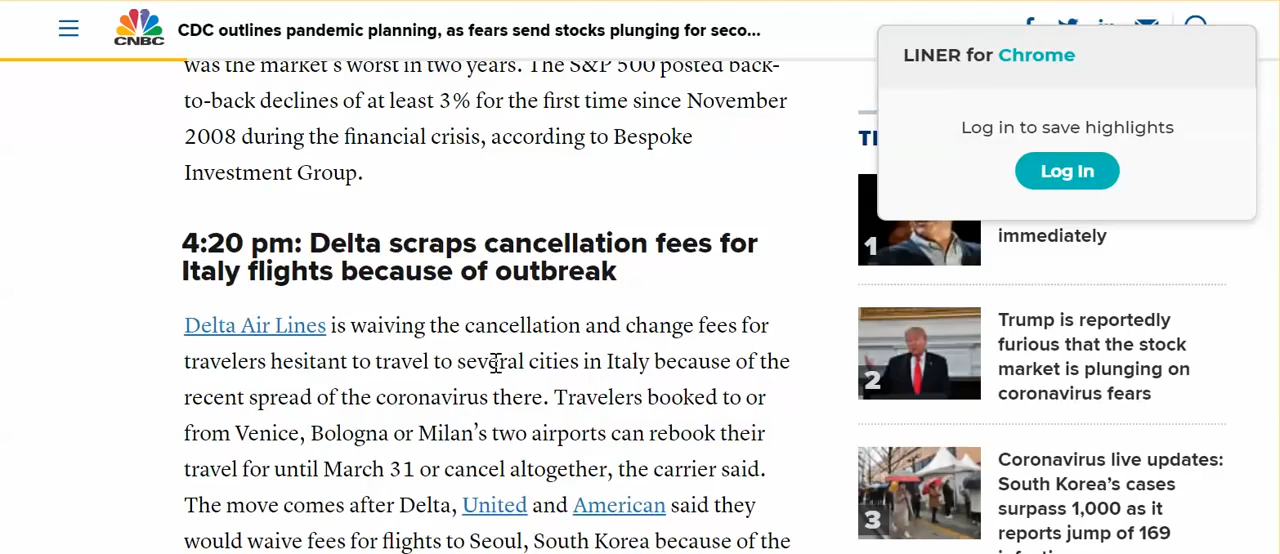 CNBC
CDC outlines pandemic planning, as fears send stocks plunging for seco...
was the market's worst in two years. The S&P 500 posted back-
to-back declines of at least 3% for the first time since November
2008 during the financial crisis, according to Bespoke
Investment Group.
4:20 pm: Delta scraps cancellation fees for
Italy flights because of outbreak
Delta Air Lines is waiving the cancellation and change fees for
travelers hesitant to travel to several cities in Italy because of the
recent spread of the coronavirus there. Travelers booked to or
from Venice, Bologna or Milan's two airports can rebook their
travel for until March 31 or cancel altogether, the carrier said.
The move comes after Delta, United and American said they
would waive fees for flights to Seoul, South Korea because of the
LINER for Chrome
Log in to save highlights
Log In
1
immediately
2
Trump is reportedly
furious that the stock
market is plunging on
coronavirus fears
3
Coronavirus live updates:
South Korea's cases
surpass 1,000 as it
reports jump of 169